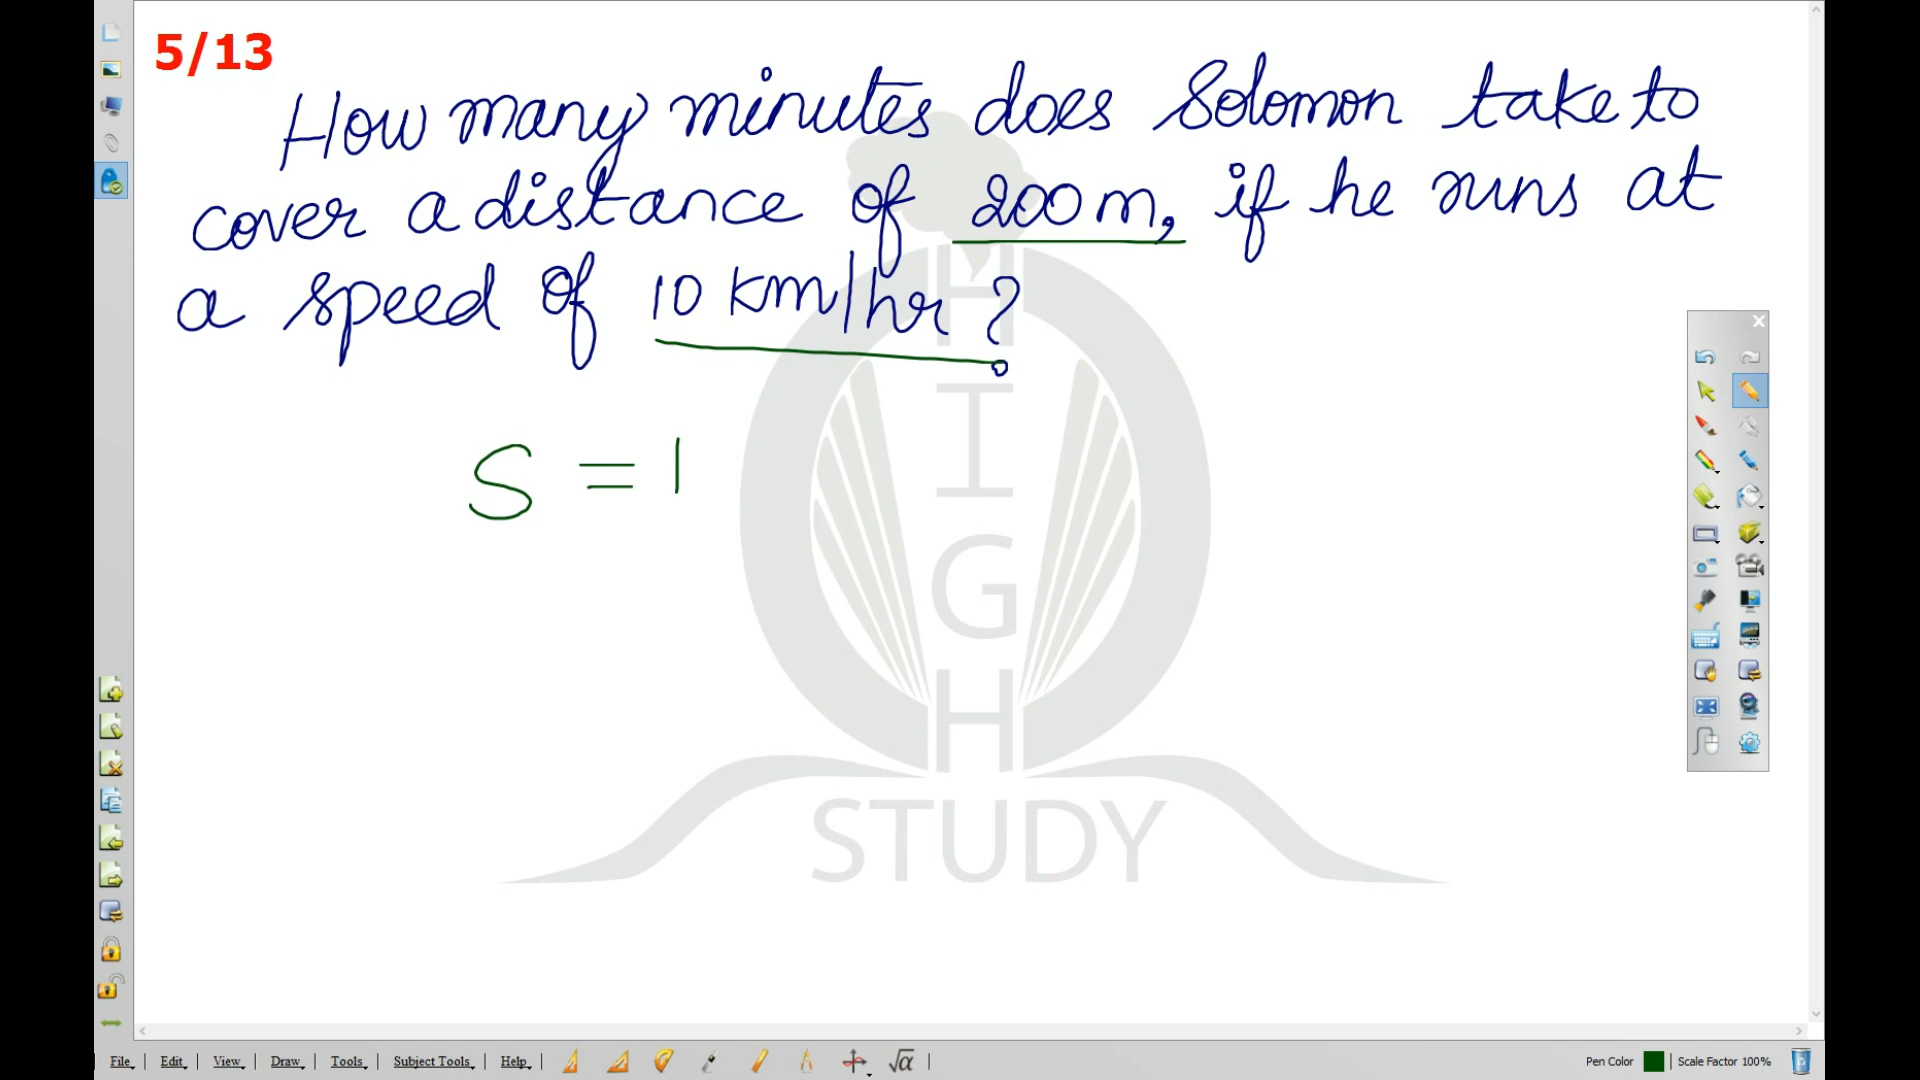 5/13
How many minutes does Solomon take to
cover a distance of 200 m, if he runs at
a speed of 10 km/hr ?
S = 1
HIGH
STUDY
File Edit View Draw Tools Subject Tools Help Pen Color Scale Factor 100%